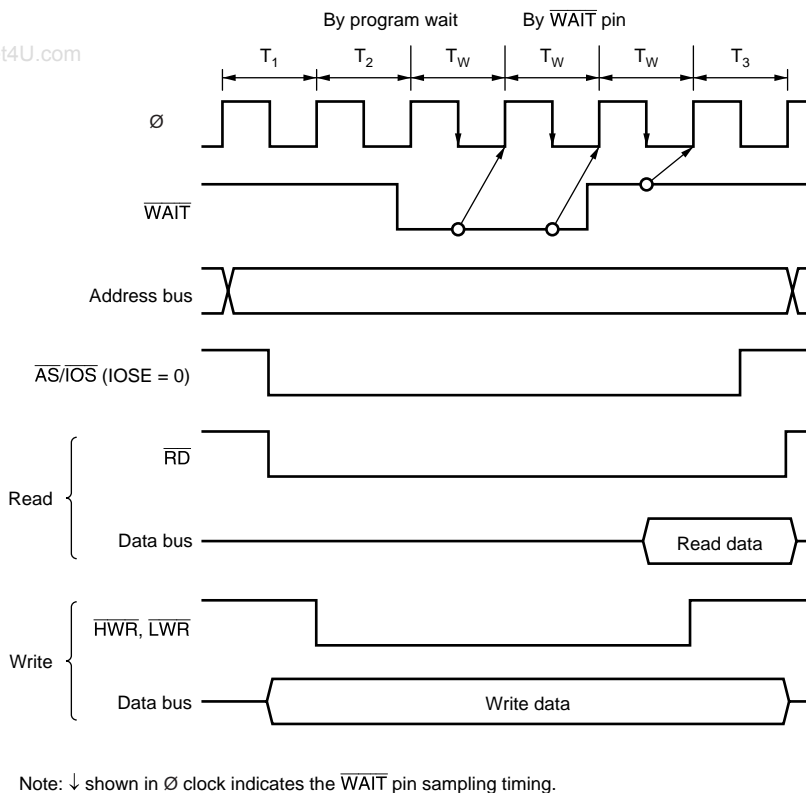 t4U.com
By program wait By WAIT pin
T1 T2 TW TW TW T3
Ø
WAIT
Address bus
AS/IOS (IOSE = 0)
RD
Read
Data bus Read data
HWR, LWR
Write
Data bus Write data
Note: ↓ shown in Ø clock indicates the WAIT pin sampling timing.